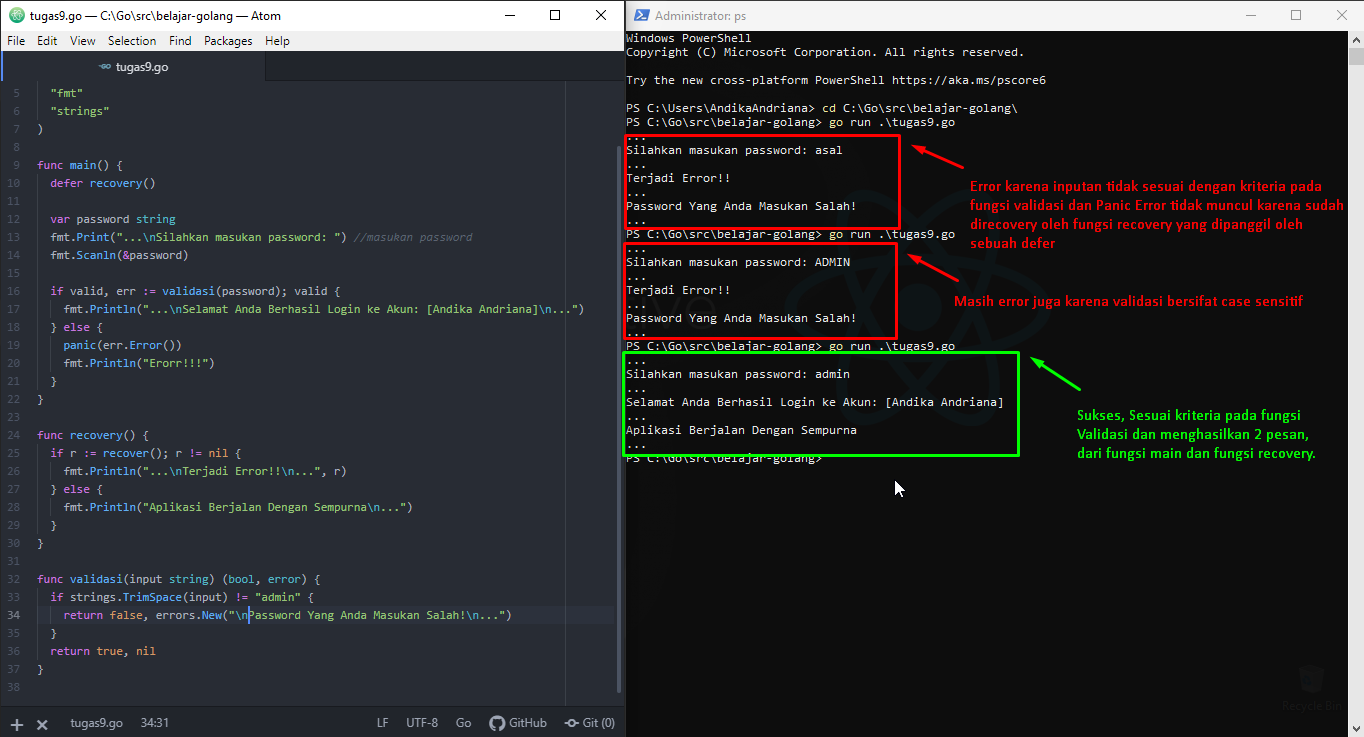 tugas9.go — C:\Go\src\belajar-golang — Atom
File Edit View Selection Find Packages Help
tugas9.go
5 "fmt"
6 "strings"
7 )
8
9 func main() {
10 defer recovery()
11
12 var password string
13 fmt.Print("...\nSilahkan masukan password: ") //masukan password
14 fmt.Scanln(&password)
15
16 if valid, err := validasi(password); valid {
17 fmt.Println("...\nSelamat Anda Berhasil Login ke Akun: [Andika Andriana]\n...")
18 } else {
19 panic(err.Error())
20 fmt.Println("Erorr!!!")
21 }
22 }
23
24 func recovery() {
25 if r := recover(); r != nil {
26 fmt.Println("...\nTerjadi Error!!\n...", r)
27 } else {
28 fmt.Println("Aplikasi Berjalan Dengan Sempurna\n...")
29 }
30 }
31
32 func validasi(input string) (bool, error) {
33 if strings.TrimSpace(input) != "admin" {
34 return false, errors.New("\nPassword Yang Anda Masukan Salah!\n...")
35 }
36 return true, nil
37 }
38
tugas9.go 34:31 LF UTF-8 Go GitHub Git (0)
Administrator: ps
Windows PowerShell
Copyright (C) Microsoft Corporation. All rights reserved.
Try the new cross-platform PowerShell https://aka.ms/pscore6
PS C:\Users\AndikaAndriana> cd C:\Go\src\belajar-golang\
PS C:\Go\src\belajar-golang> go run .\tugas9.go
...
Silahkan masukan password: asal
...
Terjadi Error!!
...
Password Yang Anda Masukan Salah!
...
PS C:\Go\src\belajar-golang> go run .\tugas9.go
...
Silahkan masukan password: ADMIN
...
Terjadi Error!!
...
Password Yang Anda Masukan Salah!
...
PS C:\Go\src\belajar-golang> go run .\tugas9.go
...
Silahkan masukan password: admin
...
Selamat Anda Berhasil Login ke Akun: [Andika Andriana]
...
Aplikasi Berjalan Dengan Sempurna
...
PS C:\Go\src\belajar-golang>
Error karena inputan tidak sesuai dengan kriteria pada
fungsi validasi dan Panic Error tidak muncul karena sudah
direcovery oleh fungsi recovery yang dipanggil oleh
sebuah defer
Masih error juga karena validasi bersifat case sensitif
Sukses, Sesuai kriteria pada fungsi
Validasi dan menghasilkan 2 pesan,
dari fungsi main dan fungsi recovery.
Recycle Bin